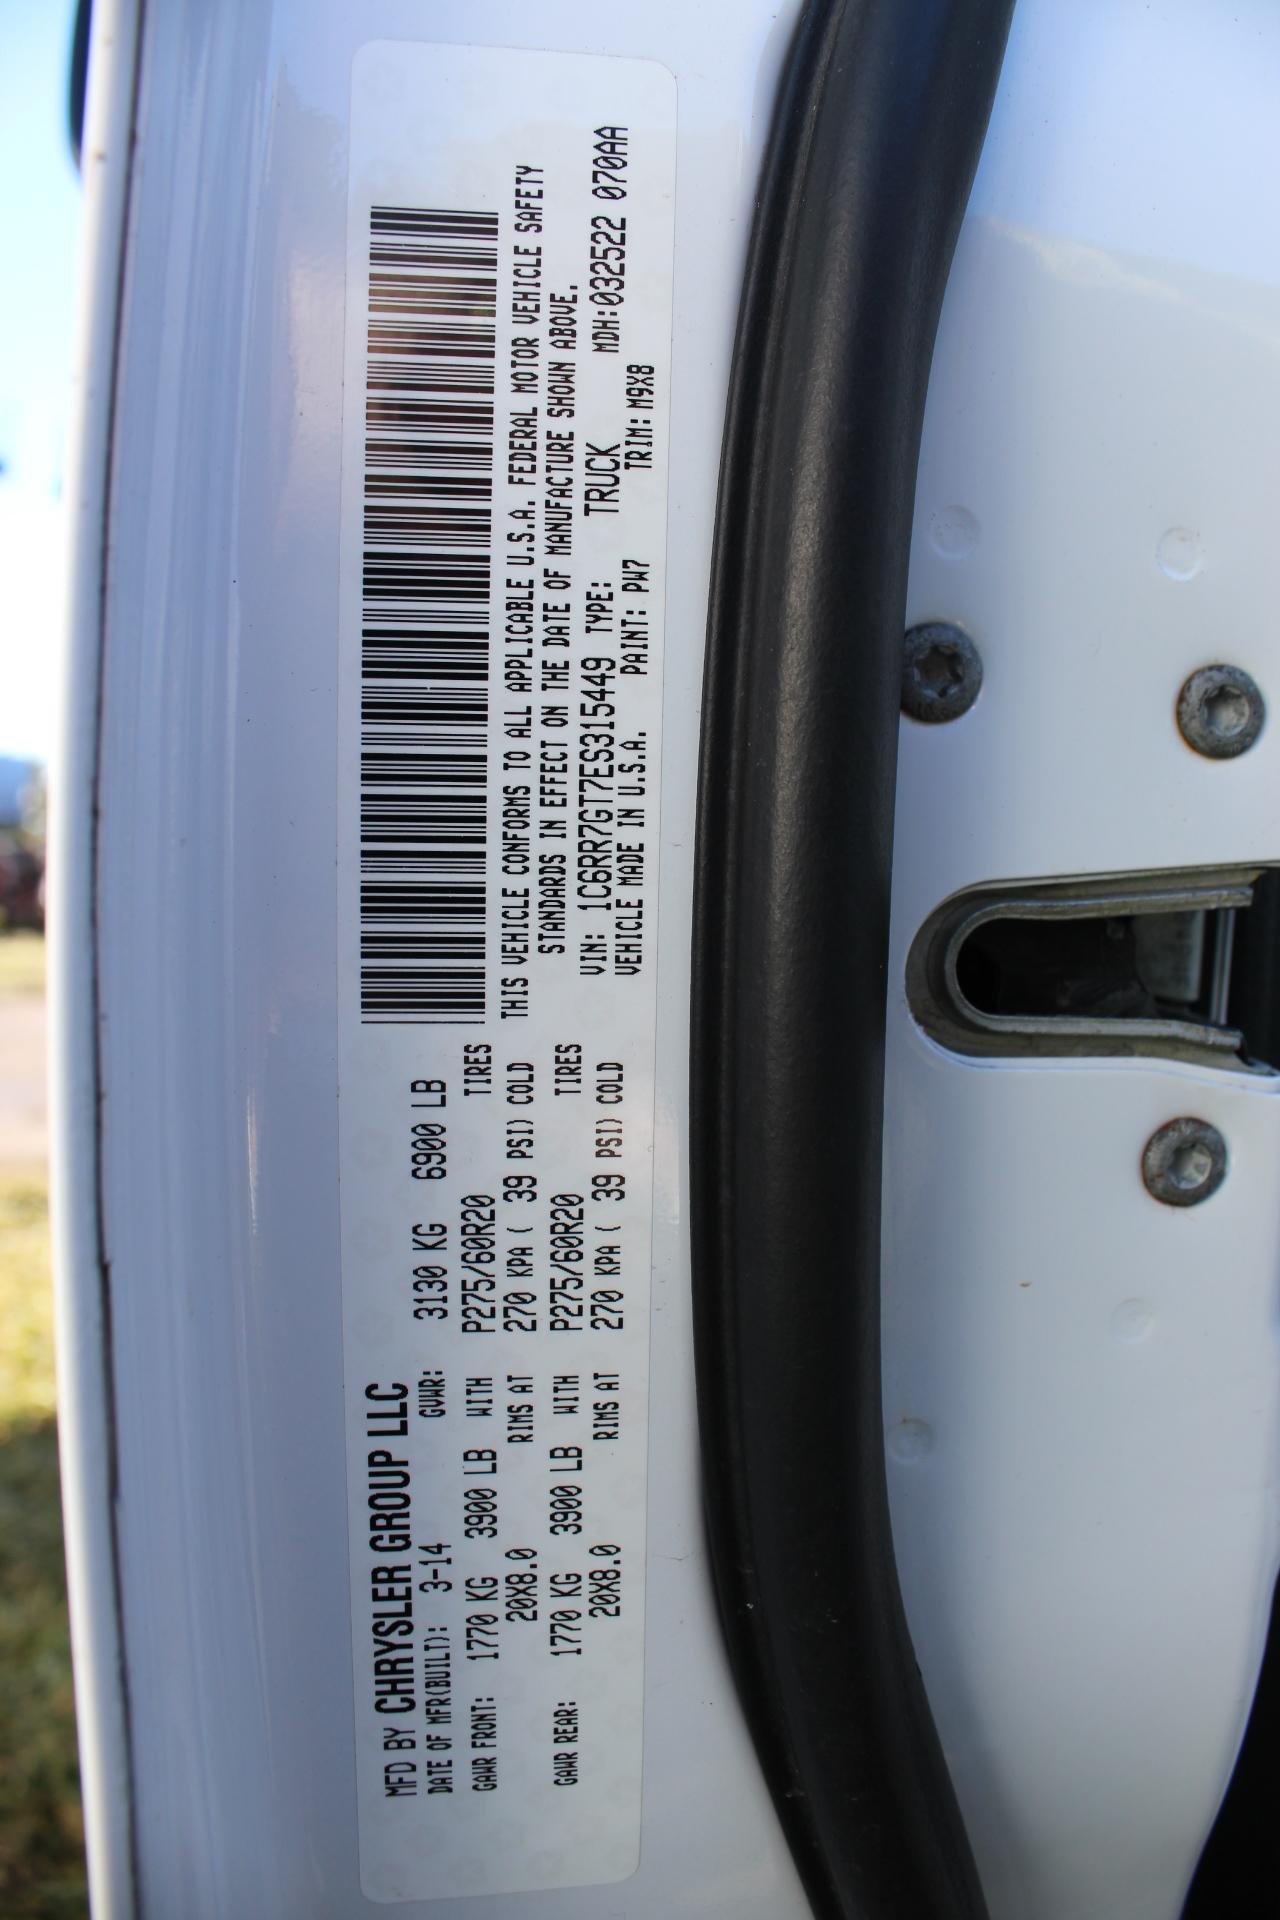 MFD BY CHRYSLER GROUP LLC
DATE OF MFR(BUILT): 3-14 GVWR: 3130 KG 6900 LB
GAWR FRONT: 1770 KG 3900 LB WITH P275/60R20 TIRES
20X8.0 RIMS AT 270 KPA ( 39 PSI) COLD
GAWR REAR: 1770 KG 3900 LB WITH P275/60R20 TIRES
20X8.0 RIMS AT 270 KPA ( 39 PSI) COLD
THIS VEHICLE CONFORMS TO ALL APPLICABLE U.S.A. FEDERAL MOTOR VEHICLE SAFETY
STANDARDS IN EFFECT ON THE DATE OF MANUFACTURE SHOWN ABOVE.
VIN: 1C6RR7GT7ES315449 TYPE: TRUCK MDH:032522 070AA
VEHICLE MADE IN U.S.A. PAINT: PW7 TRIM: M9X8